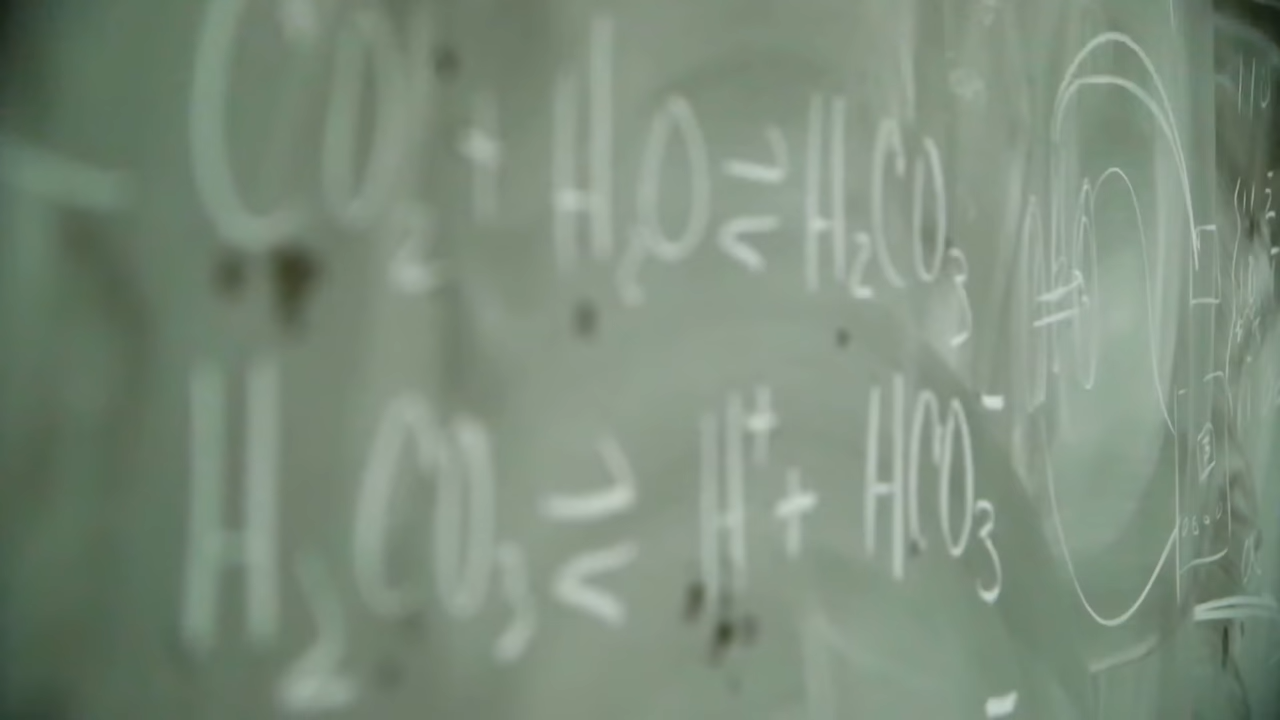 CO₂ + H₂O ⇌ H₂CO₃
H₂CO₃ ⇌ H⁺ + HCO₃⁻